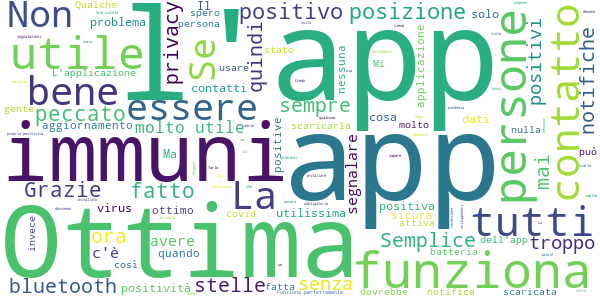 Non
Qualche
Il
l'app
problema
spero
persona
privacy
Se
positivo
posizione
solo
utile
L'applicazione
bene
quindi
stato
nessuna
Mi
usare
contatti
applicazione
persone
positivi
contatto
notifiche
essere
sempre
peccato
gente
aggiornamento
molto utile
scaricarla
cosa
molto
dati
nulla
può
immuni
app
positive
segnalare
mai
Ma
Grazie
fatto
La
virus
ottimo
utilissima
covid
positiva
sicura
attiva
tutti
Ottima
invece
ora
c'è
così
avere
quando
Semplice
dell'app
troppo
batteria
funziona
bluetooth
positività
stelle
fatta
senza
Funziona perfettamente
dovrebbe
notifica
scaricata